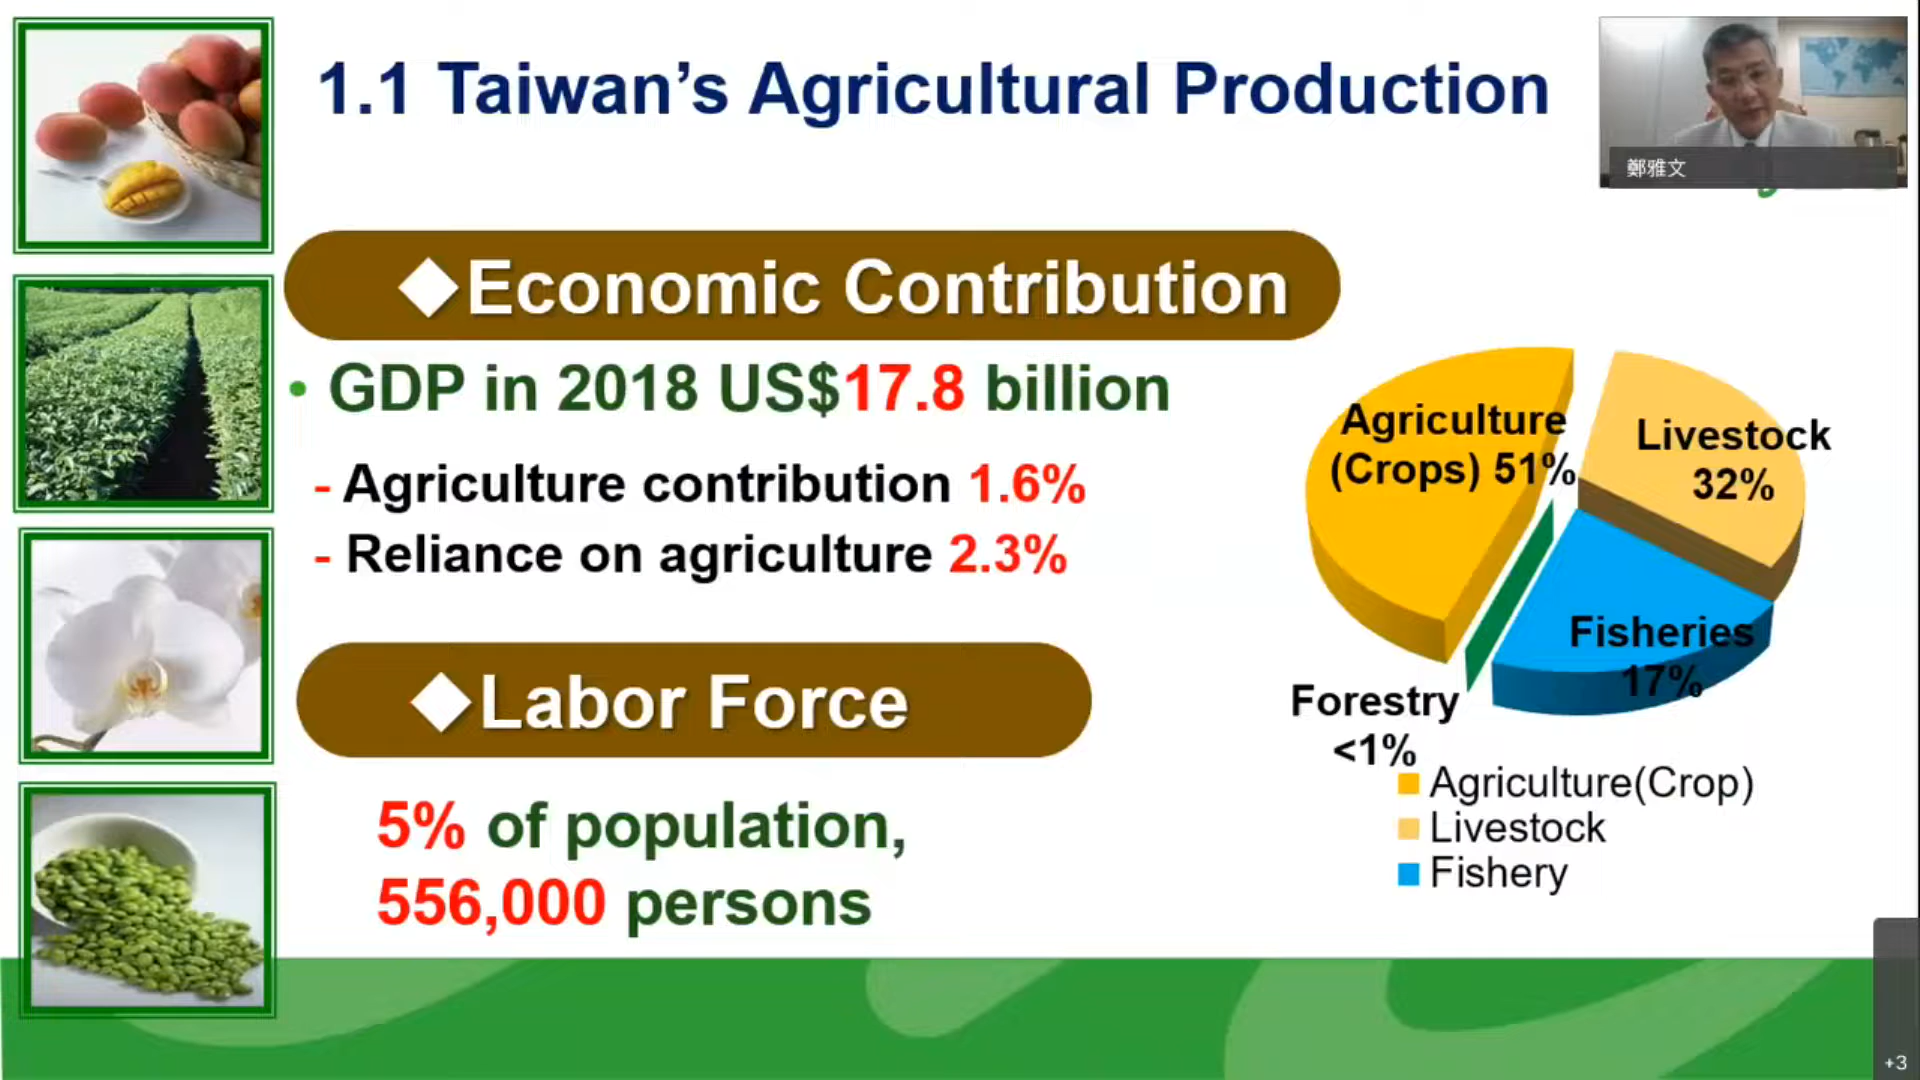 1.1 Taiwan’s Agricultural Production
鄭雅文
◆Economic Contribution
• GDP in 2018 US$17.8 billion
- Agriculture contribution 1.6%
- Reliance on agriculture 2.3%
◆Labor Force
5% of population,
556,000 persons
Agriculture
(Crops) 51%
Livestock
32%
Fisheries
17%
Forestry
<1%
Agriculture(Crop)
Livestock
Fishery
+3